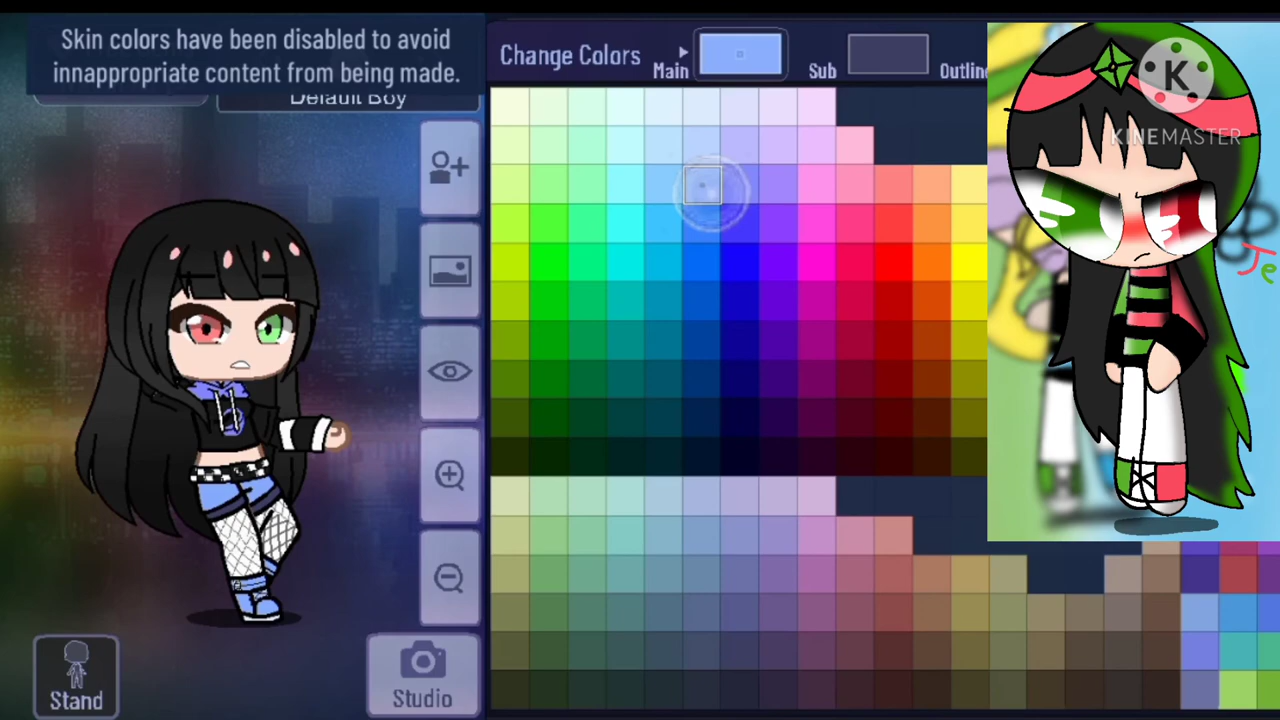 Skin colors have been disabled to avoid
innappropriate content from being made.
Default Boy
Change Colors
Main
Sub
Outline
K
KINEMASTER
Je
Stand
Studio